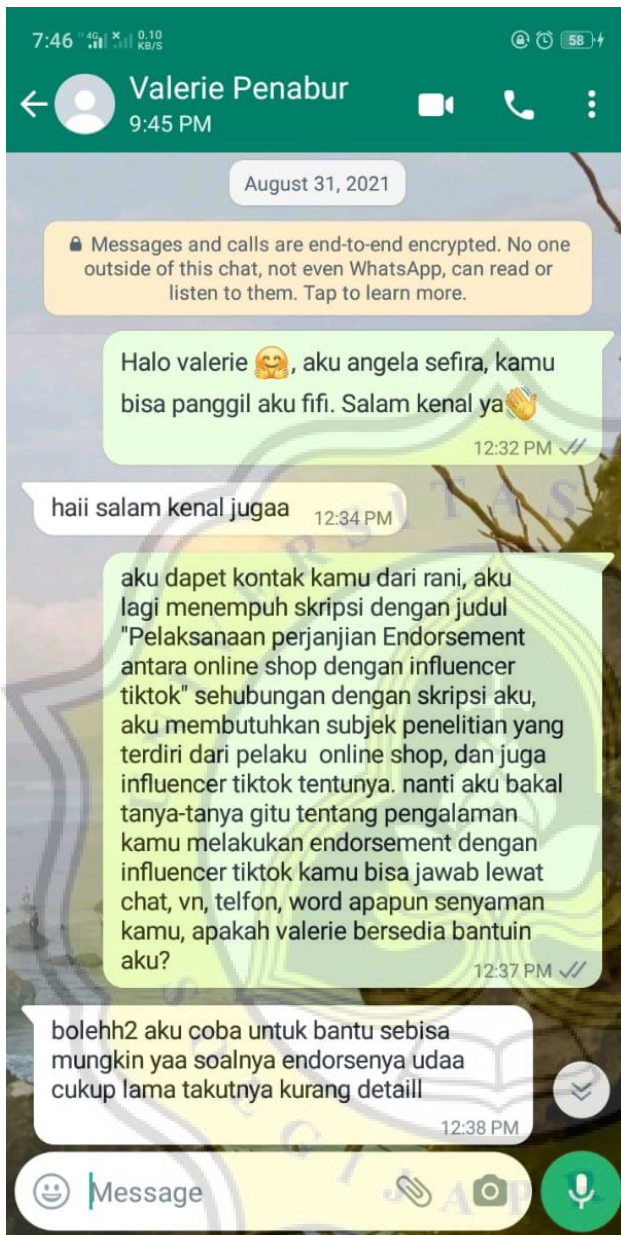 7:46 4G 0.10 KB/S 58
Valerie Penabur
9:45 PM
August 31, 2021
Messages and calls are end-to-end encrypted. No one
outside of this chat, not even WhatsApp, can read or
listen to them. Tap to learn more.
Halo valerie 🤗, aku angela sefira, kamu
bisa panggil aku fifi. Salam kenal ya👋
12:32 PM
haii salam kenal jugaa 12:34 PM
aku dapet kontak kamu dari rani, aku
lagi menempuh skripsi dengan judul
"Pelaksanaan perjanjian Endorsement
antara online shop dengan influencer
tiktok" sehubungan dengan skripsi aku,
aku membutuhkan subjek penelitian yang
terdiri dari pelaku online shop, dan juga
influencer tiktok tentunya. nanti aku bakal
tanya-tanya gitu tentang pengalaman
kamu melakukan endorsement dengan
influencer tiktok kamu bisa jawab lewat
chat, vn, telfon, word apapun senyaman
kamu, apakah valerie bersedia bantuin
aku?
12:37 PM
bolehh2 aku coba untuk bantu sebisa
mungkin yaa soalnya endorsenya udaa
cukup lama takutnya kurang detaill
12:38 PM
Message